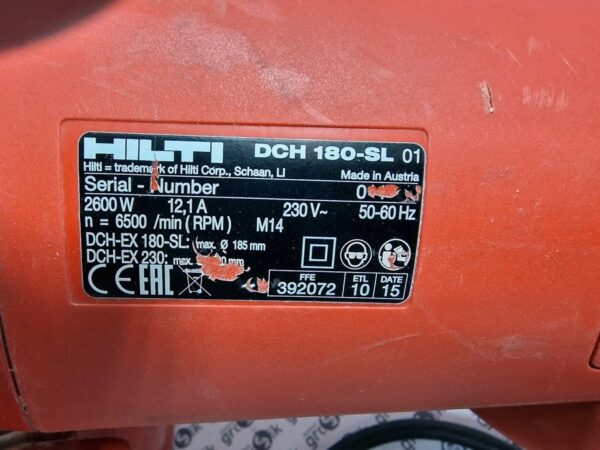 HILTI DCH 180-SL 01
Hilti = trademark of Hilti Corp., Schaan, LI Made in Austria
Serial - Number 0
2600 W 12,1 A 230 V~ 50-60 Hz
n = 6500 /min (RPM) M14
DCH-EX 180-SL: max. Ø 185 mm
DCH-EX 230: max. mm
CE EAC
FFE ETL DATE
392072 10 15